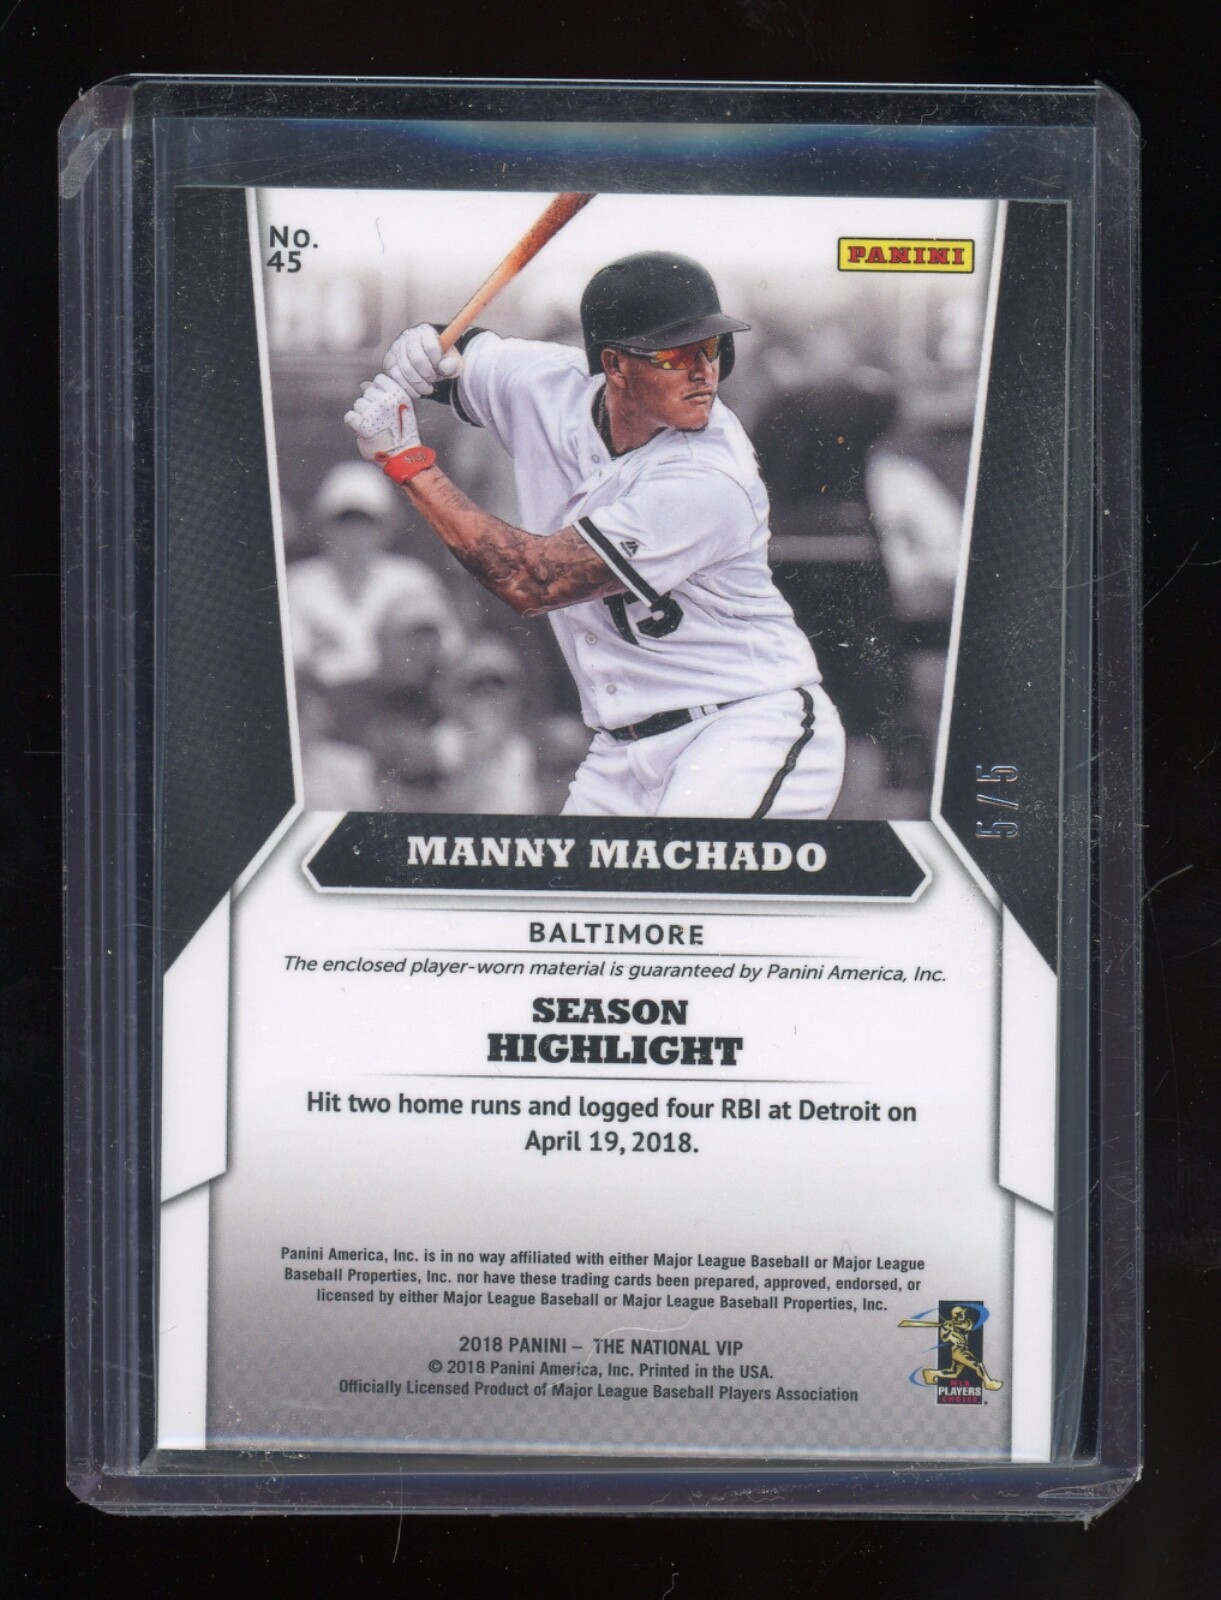 No.
45
PANINI
13
5/5
MANNY MACHADO
BALTIMORE
The enclosed player-worn material is guaranteed by Panini America, Inc.
SEASON
HIGHLIGHT
Hit two home runs and logged four RBI at Detroit on
April 19, 2018.
Panini America, Inc. is in no way affiliated with either Major League Baseball or Major League
Baseball Properties, Inc. nor have these trading cards been prepared, approved, endorsed, or
licensed by either Major League Baseball or Major League Baseball Properties, Inc.
2018 PANINI – THE NATIONAL VIP
© 2018 Panini America, Inc. Printed in the USA.
Officially Licensed Product of Major League Baseball Players Association
MLB
PLAYERS
CHOICE